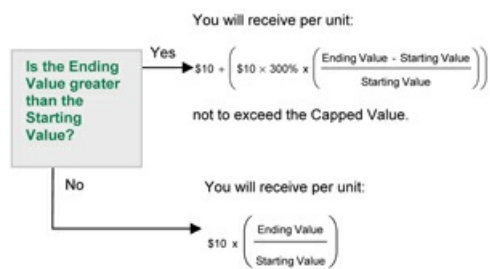 You will receive per unit:
Is the Ending
Value greater
than the
Starting
Value?
Yes
$10 + ( $10 × 300% x ( Ending Value - Starting Value
Starting Value ))
not to exceed the Capped Value.
No
You will receive per unit:
$10 x ( Ending Value
Starting Value )